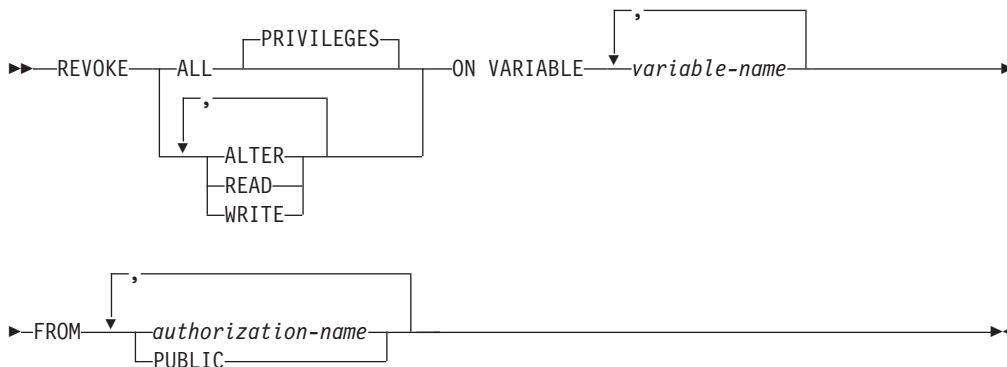 PRIVILEGES
REVOKE ALL ON VARIABLE variable-name
,
,
ALTER
READ
WRITE
FROM authorization-name
,
PUBLIC